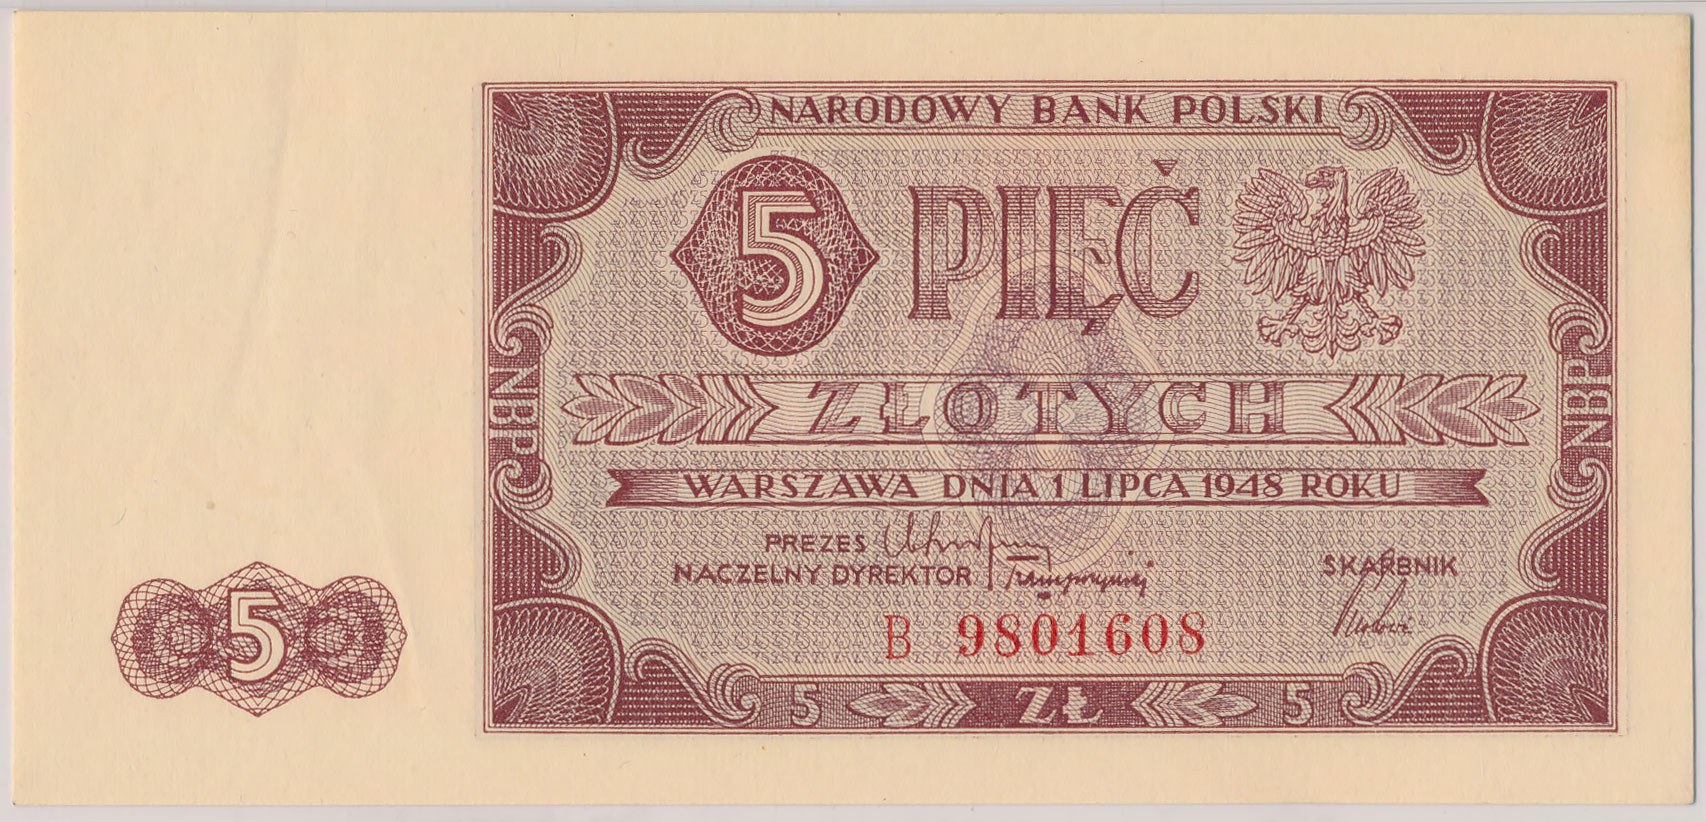 NARODOWY BANK POLSKI
5 PIĘĆ
ZŁOTYCH
NBP
NBP
WARSZAWA DNIA 1 LIPCA 1948 ROKU
PREZES
NACZELNY DYREKTOR
SKARBNIK
B 9801608
5
5 ZŁ 5